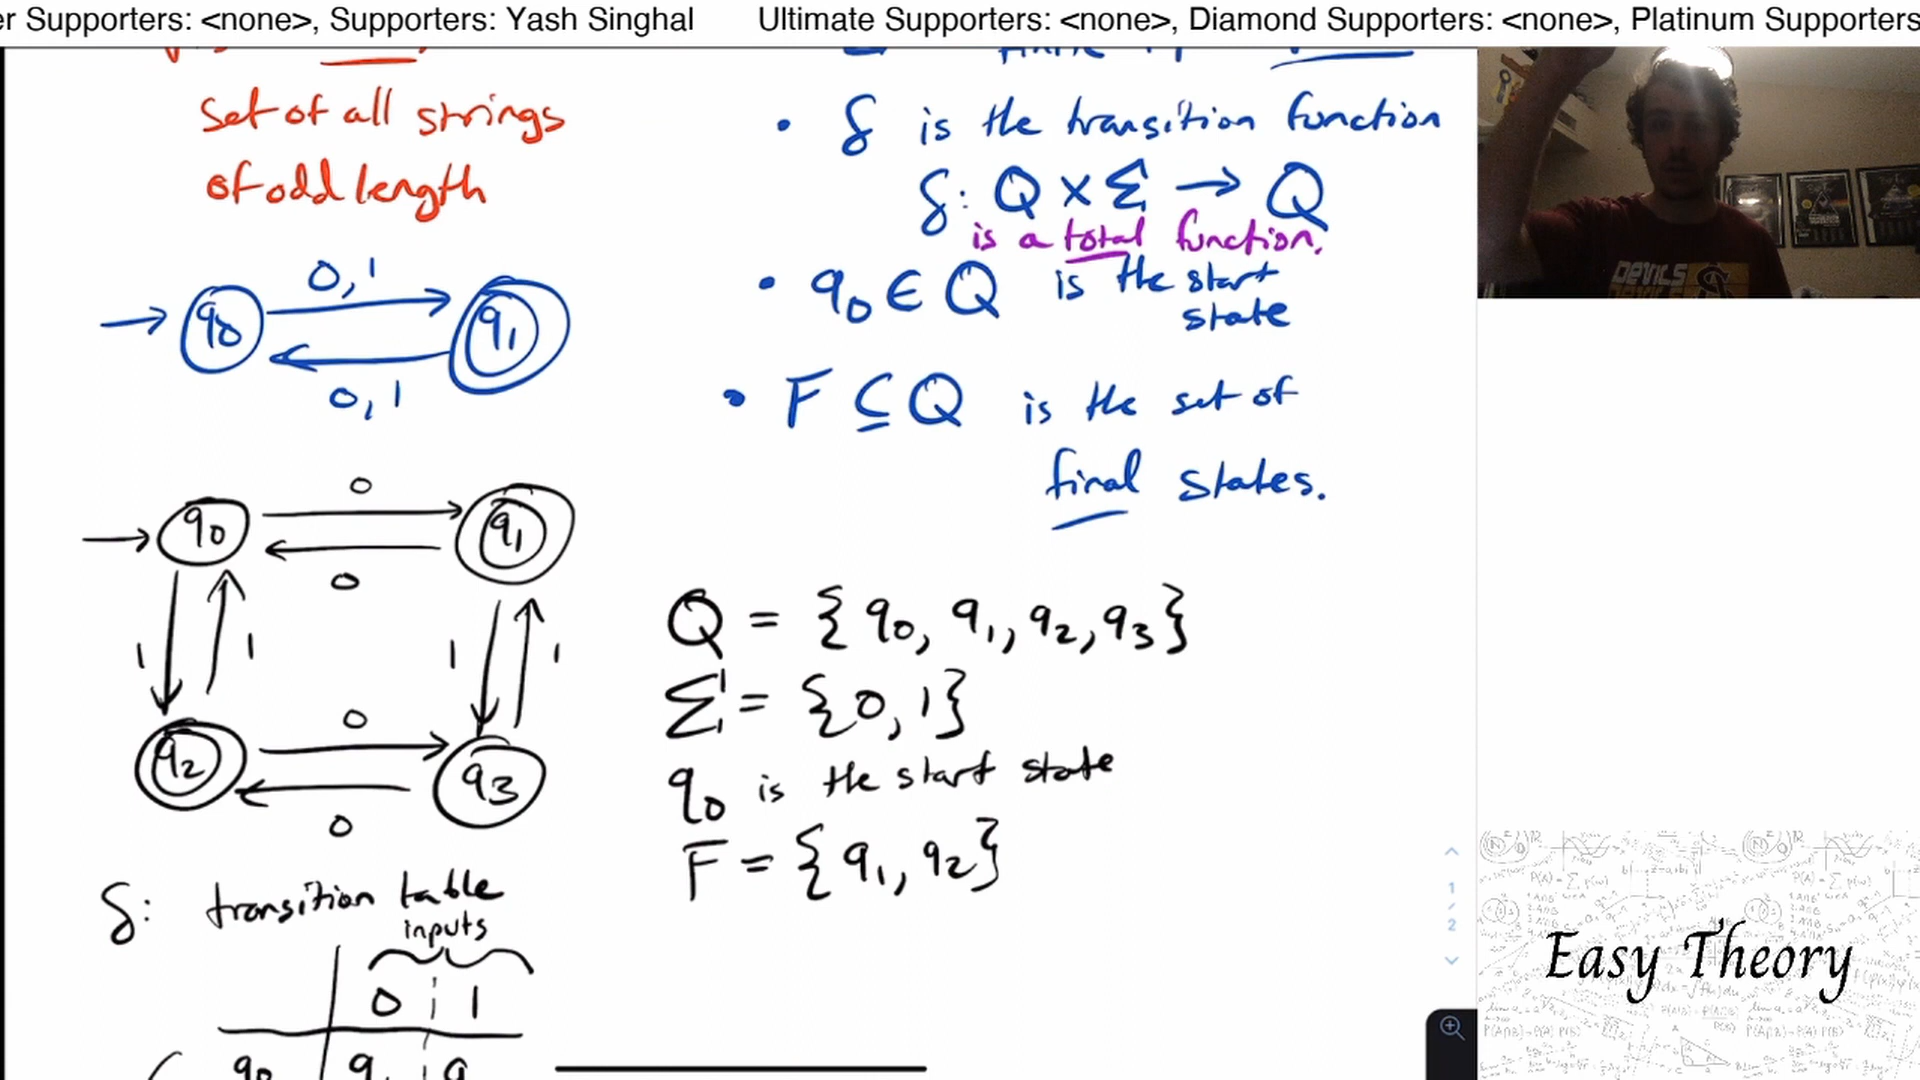 er Supporters: <none>, Supporters: Yash Singhal Ultimate Supporters: <none>, Diamond Supporters: <none>, Platinum Supporters
set of all strings
of odd length
0,1
q0 q1
0,1
δ is the transition function
δ: Q × Σ → Q
is a total function.
• q0 ∈ Q is the start
state
• F ⊆ Q is the set of
final states.
0
q0 q1
0
1 1 1 1
0
q2 q3
0
Q = {q0, q1, q2, q3}
Σ = {0, 1}
q0 is the start state
F = {q1, q2}
δ: transition table
inputs
0 1
q0 q
DEVILS
1
2
Easy Theory